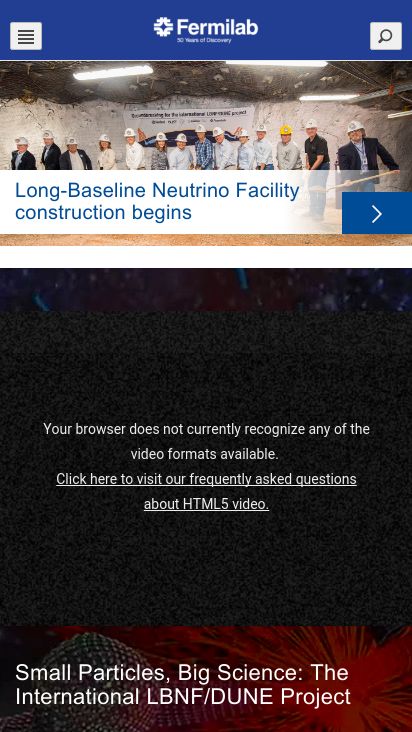 Fermilab
50 Years of Discovery
Groundbreaking for the international LBNF/DUNE project
Long-Baseline Neutrino Facility
construction begins
Your browser does not currently recognize any of the
video formats available.
Click here to visit our frequently asked questions
about HTML5 video.
Small Particles, Big Science: The
International LBNF/DUNE Project